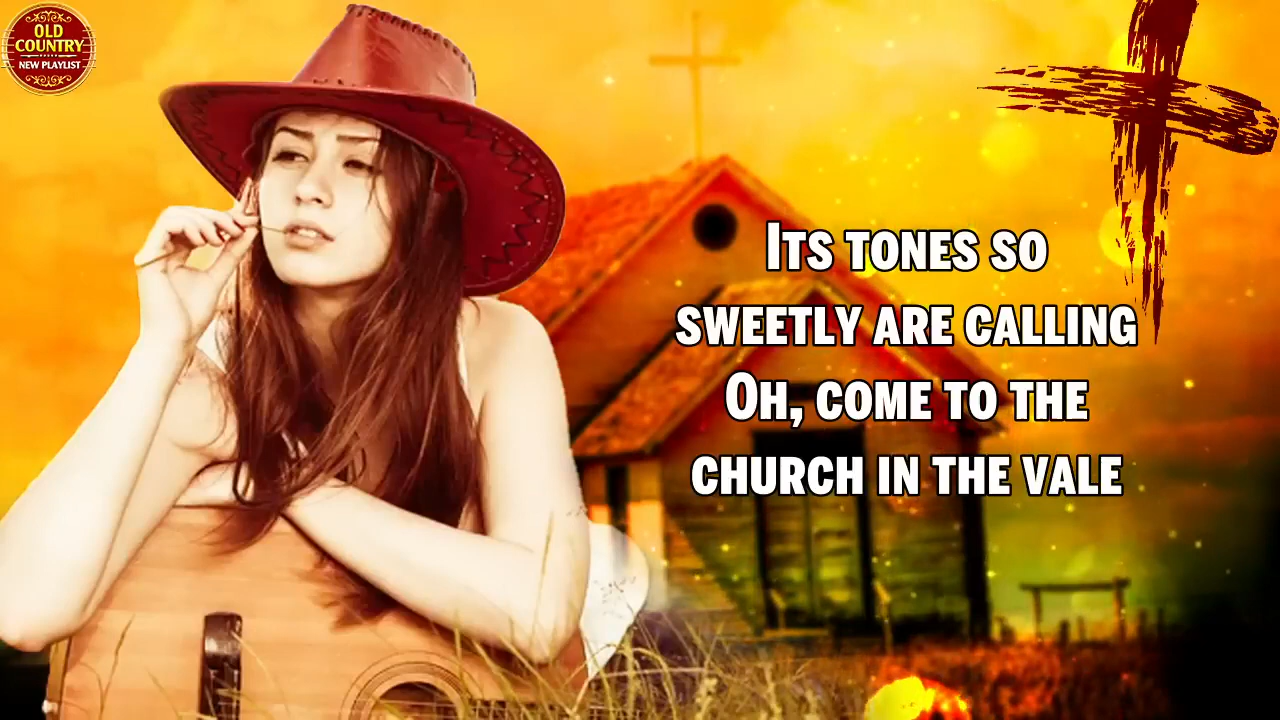 OLD
COUNTRY
NEW PLAYLIST
ITS TONES SO
SWEETLY ARE CALLING
OH, COME TO THE
CHURCH IN THE VALE